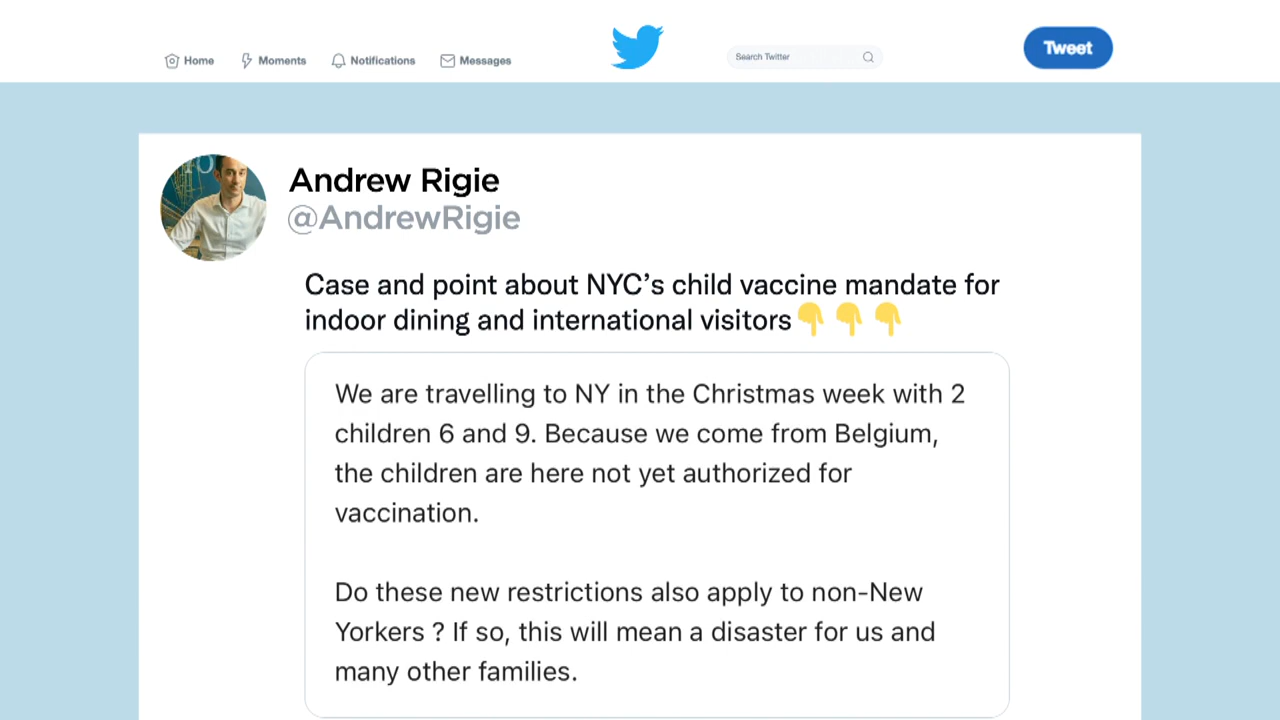 Home Moments Notifications Messages Search Twitter Tweet
Andrew Rigie
@AndrewRigie
Case and point about NYC’s child vaccine mandate for
indoor dining and international visitors👇👇👇
We are travelling to NY in the Christmas week with 2
children 6 and 9. Because we come from Belgium,
the children are here not yet authorized for
vaccination.
Do these new restrictions also apply to non-New
Yorkers ? If so, this will mean a disaster for us and
many other families.